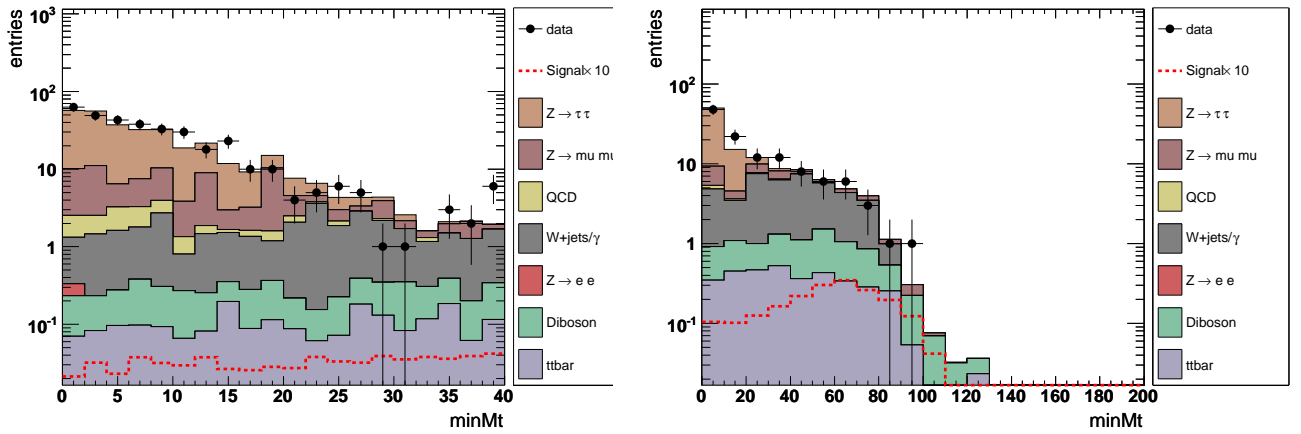 entries
10³
10²
10
1
10⁻¹
0 5 10 15 20 25 30 35 40
minMt
data
Signal× 10
Z → τ τ
Z → mu mu
QCD
W+jets/γ
Z → e e
Diboson
ttbar
entries
10²
10
1
10⁻¹
0 20 40 60 80 100 120 140 160 180 200
minMt
data
Signal× 10
Z → τ τ
Z → mu mu
QCD
W+jets/γ
Z → e e
Diboson
ttbar